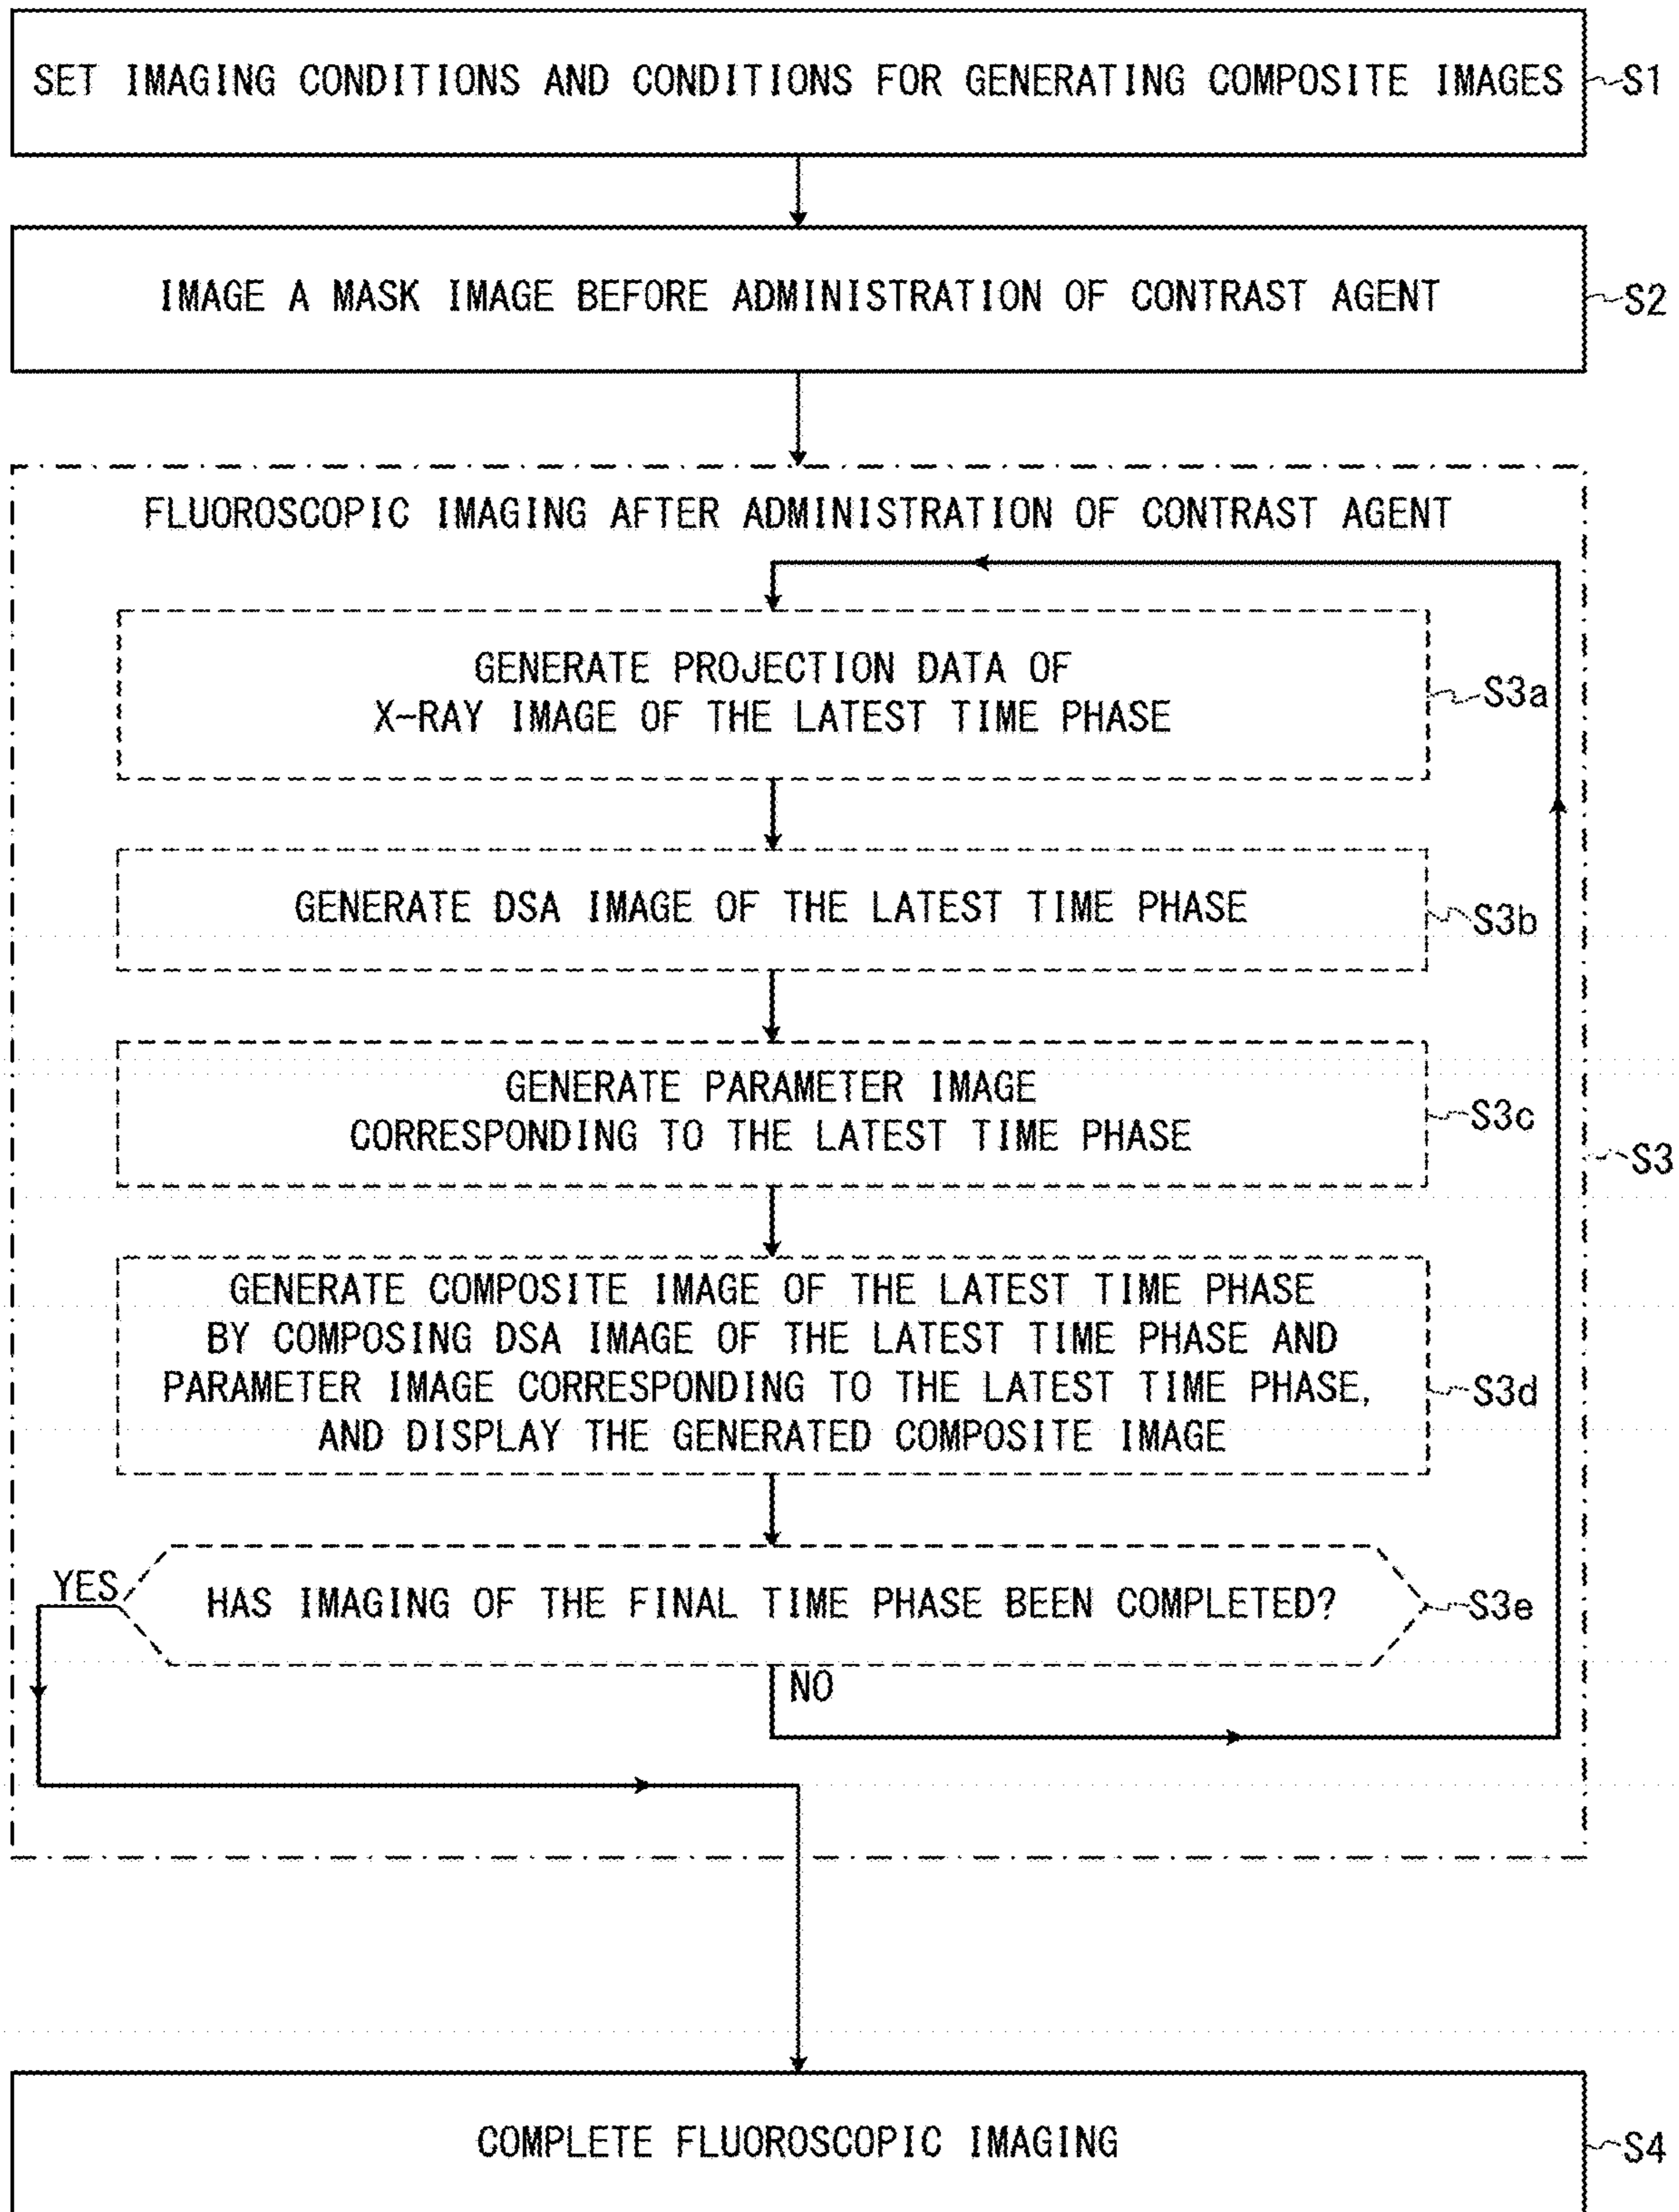 SET IMAGING CONDITIONS AND CONDITIONS FOR GENERATING COMPOSITE IMAGES
S1
IMAGE A MASK IMAGE BEFORE ADMINISTRATION OF CONTRAST AGENT
S2
FLUOROSCOPIC IMAGING AFTER ADMINISTRATION OF CONTRAST AGENT
GENERATE PROJECTION DATA OF
X-RAY IMAGE OF THE LATEST TIME PHASE
S3a
GENERATE DSA IMAGE OF THE LATEST TIME PHASE
S3b
GENERATE PARAMETER IMAGE
CORRESPONDING TO THE LATEST TIME PHASE
S3c
S3
GENERATE COMPOSITE IMAGE OF THE LATEST TIME PHASE
BY COMPOSING DSA IMAGE OF THE LATEST TIME PHASE AND
PARAMETER IMAGE CORRESPONDING TO THE LATEST TIME PHASE,
AND DISPLAY THE GENERATED COMPOSITE IMAGE
S3d
YES
HAS IMAGING OF THE FINAL TIME PHASE BEEN COMPLETED?
S3e
NO
COMPLETE FLUOROSCOPIC IMAGING
S4